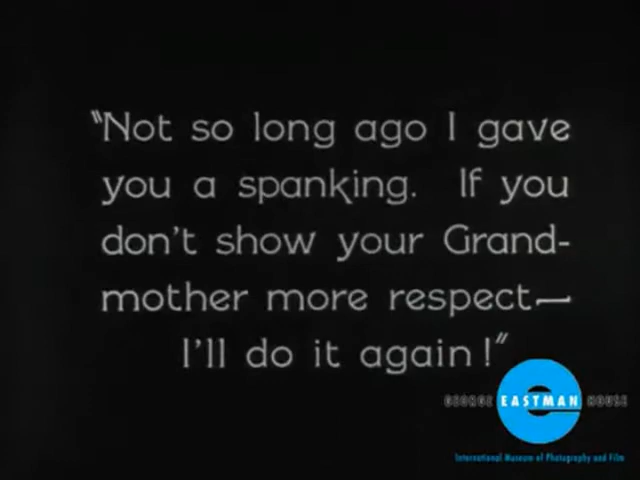 "Not so long ago I gave
you a spanking. If you
don't show your Grand-
mother more respect—
I'll do it again!"
GEORGE EASTMAN HOUSE
International Museum of Photography and Film